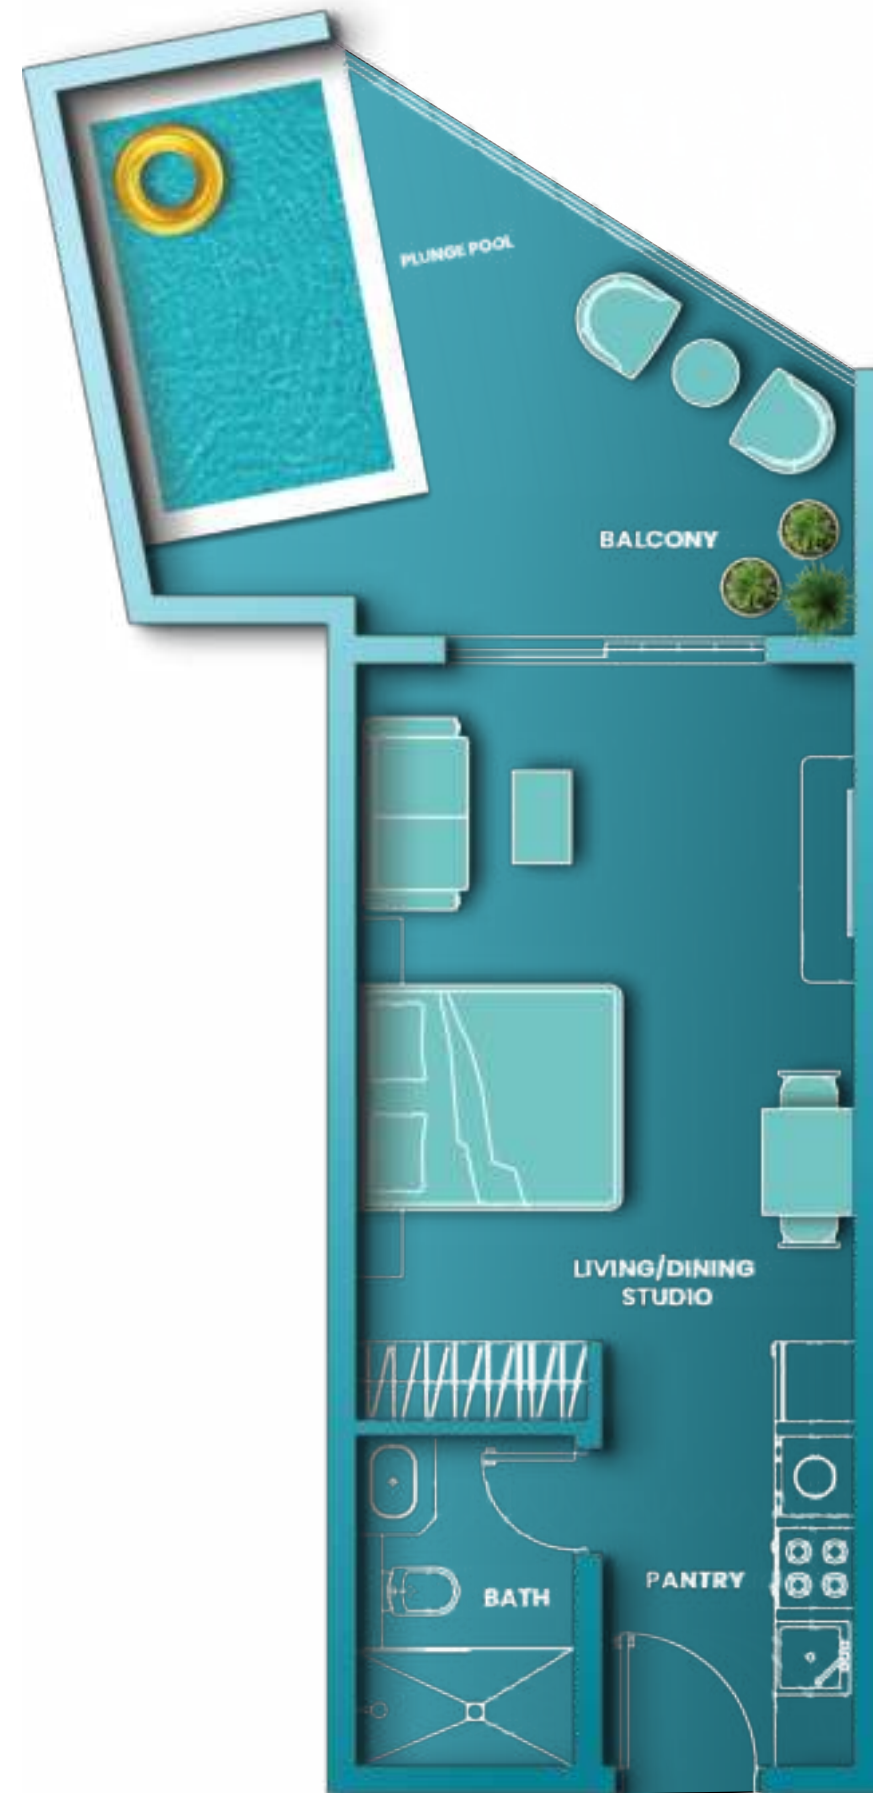 PLUNGE POOL
BALCONY
LIVING/DINING
STUDIO
PANTRY
BATH